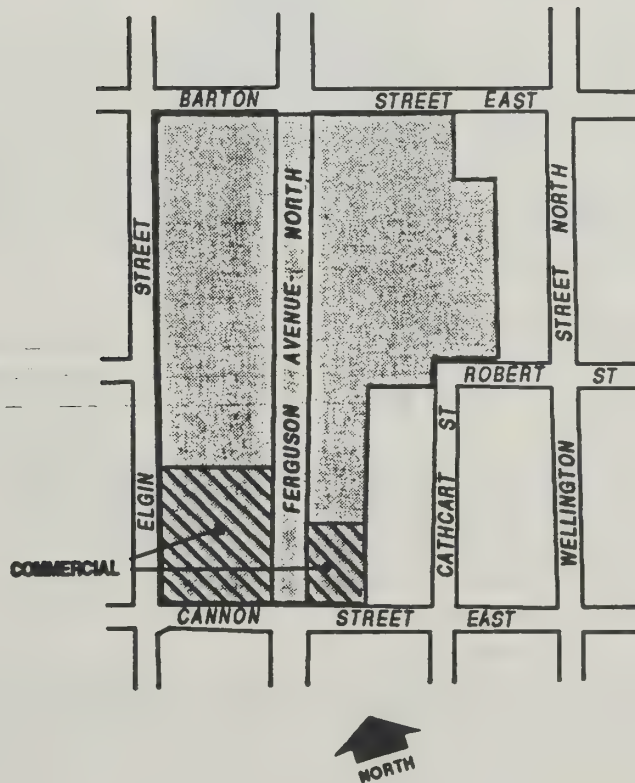 BARTON STREET EAST
ELGIN STREET
FERGUSON AVENUE NORTH
WELLINGTON STREET NORTH
ROBERT ST
CATHCART ST
COMMERCIAL
CANNON STREET EAST
NORTH